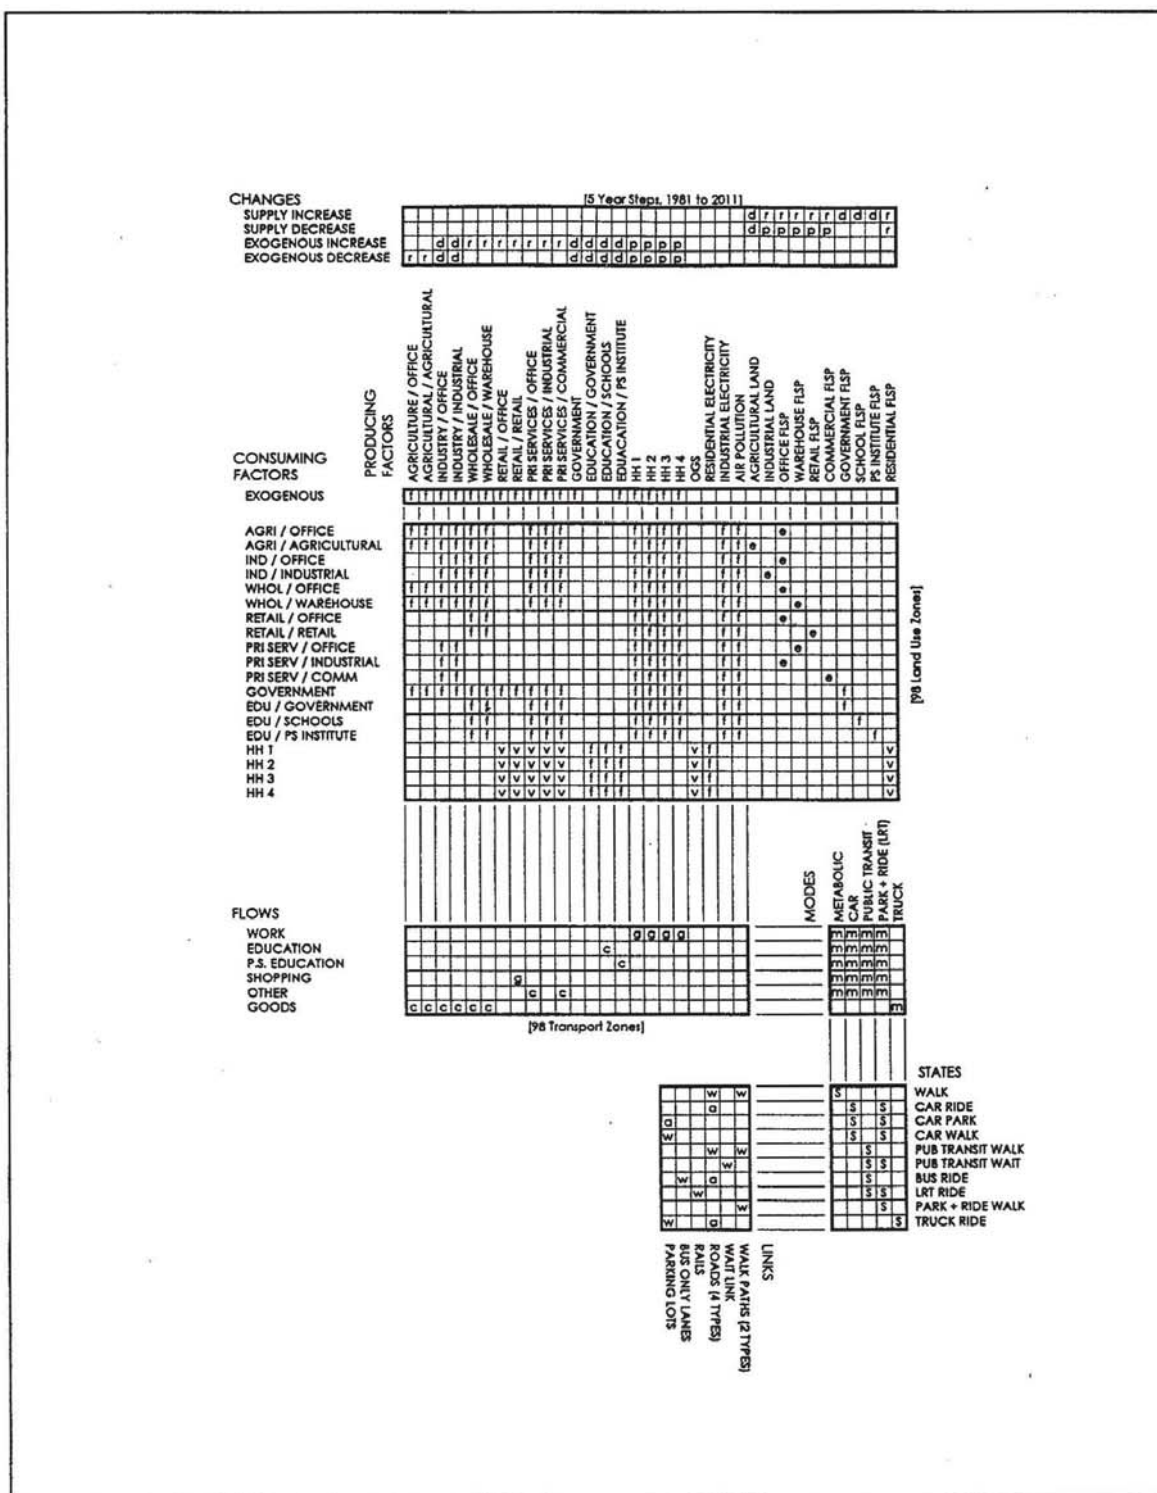 CHANGES [5 Year Steps, 1981 to 2011]
SUPPLY INCREASE d r r r r r d d d r
SUPPLY DECREASE d p p p p p r
EXOGENOUS INCREASE d d r r r r r r r d d d d p p p p
EXOGENOUS DECREASE r r d d d d d d p p p p
PRODUCING
FACTORS
AGRICULTURE / OFFICE
AGRICULTURAL / AGRICULTURAL
INDUSTRY / OFFICE
INDUSTRY / INDUSTRIAL
WHOLESALE / OFFICE
WHOLESALE / WAREHOUSE
RETAIL / OFFICE
RETAIL / RETAIL
PRI SERVICES / OFFICE
PRI SERVICES / INDUSTRIAL
PRI SERVICES / COMMERCIAL
GOVERNMENT
EDUCATION / GOVERNMENT
EDUCATION / SCHOOLS
EDUACATION / PS INSTITUTE
HH 1
HH 2
HH 3
HH 4
OGS
RESIDENTIAL ELECTRICITY
INDUSTRIAL ELECTRICITY
AIR POLLUTION
AGRICULTURAL LAND
INDUSTRIAL LAND
OFFICE FLSP
WAREHOUSE FLSP
RETAIL FLSP
COMMERCIAL FLSP
GOVERNMENT FLSP
SCHOOL FLSP
PS INSTITUTE FLSP
RESIDENTIAL FLSP
CONSUMING
FACTORS
EXOGENOUS f f f f f f f f f f f f f f f f f
AGRI / OFFICE f f f f f f f f f f f f f f f e
AGRI / AGRICULTURAL f f f f f f f f f f f f f f f e
IND / OFFICE f f f f f f f f f f f f f e
IND / INDUSTRIAL f f f f f f f f f f f f f e
WHOL / OFFICE f f f f f f f f f f f f f f f e
WHOL / WAREHOUSE f f f f f f f f f f f f f f f e
RETAIL / OFFICE f f f f f f f f e
RETAIL / RETAIL f f f f f f f f e
PRI SERV / OFFICE f f f f f f f f e
PRI SERV / INDUSTRIAL f f f f f f f f e
PRI SERV / COMM f f f f f f f f e
GOVERNMENT f f f f f f f f f f f f f f f f f f
EDU / GOVERNMENT f f f f f f f f f f f f
EDU / SCHOOLS f f f f f f f f f f f f
EDU / PS INSTITUTE f f f f f f f f f f f f
HH 1 v v v v v f f f v f v
HH 2 v v v v v f f f v f v
HH 3 v v v v v f f f v f v
HH 4 v v v v v f f f v f v
[98 Land Use Zones]
MODES
METABOLIC
CAR
PUBLIC TRANSIT
PARK + RIDE (LRT)
TRUCK
FLOWS
WORK g g g g m m m m
EDUCATION c m m m m
P.S. EDUCATION c m m m m
SHOPPING g m m m m
OTHER c c m m m m
GOODS c c c c c c m
[98 Transport Zones]
STATES
w w s WALK
a s s CAR RIDE
a s s CAR PARK
w s s CAR WALK
w w s PUB TRANSIT WALK
w s s PUB TRANSIT WAIT
w a s BUS RIDE
w s s LRT RIDE
w s PARK + RIDE WALK
w a s TRUCK RIDE
LINKS
WALK PATHS (2 TYPES)
WAIT LINK
ROADS (4 TYPES)
RAILS
BUS ONLY LANES
PARKING LOTS